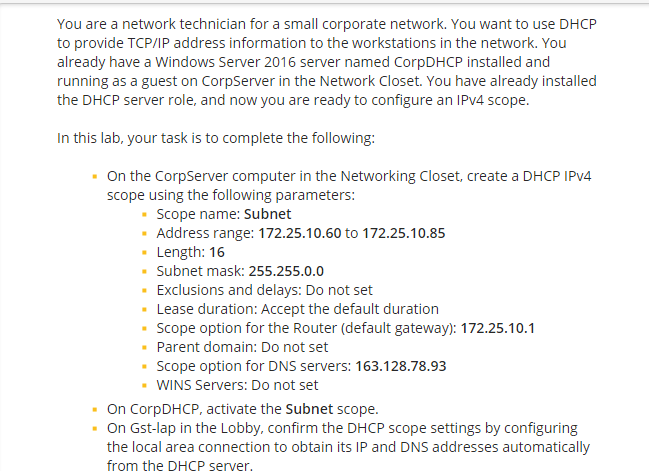 You are a network technician for a small corporate network. You want to use DHCP
to provide TCP/IP address information to the workstations in the network. You
already have a Windows Server 2016 server named CorpDHCP installed and
running as a guest on CorpServer in the Network Closet. You have already installed
the DHCP server role, and now you are ready to configure an IPv4 scope.
In this lab, your task is to complete the following:
On the CorpServer computer in the Networking Closet, create a DHCP IPv4
scope using the following parameters:
Scope name: Subnet
Address range: 172.25.10.60 to 172.25.10.85
Length: 16
Subnet mask: 255.255.0.0
Exclusions and delays: Do not set
Lease duration: Accept the default duration
Scope option for the Router (default gateway): 172.25.10.1
Parent domain: Do not set
Scope option for DNS servers: 163.128.78.93
WINS Servers: Do not set
On CorpDHCP, activate the Subnet scope.
On Gst-lap in the Lobby, confirm the DHCP scope settings by configuring
the local area connection to obtain its IP and DNS addresses automatically
from the DHCP server.